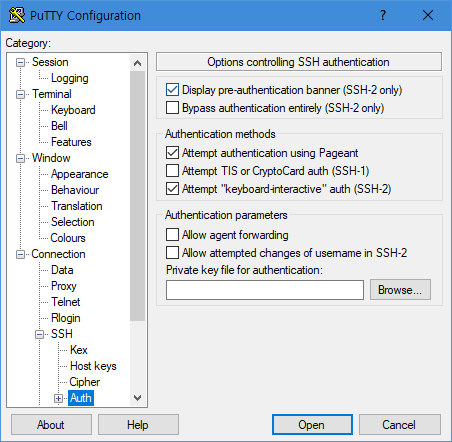 PuTTY Configuration
?
Category:
Session
Logging
Terminal
Keyboard
Bell
Features
Window
Appearance
Behaviour
Translation
Selection
Colours
Connection
Data
Proxy
Telnet
Rlogin
SSH
Kex
Host keys
Cipher
Auth
Options controlling SSH authentication
Display pre-authentication banner (SSH-2 only)
Bypass authentication entirely (SSH-2 only)
Authentication methods
Attempt authentication using Pageant
Attempt TIS or CryptoCard auth (SSH-1)
Attempt "keyboard-interactive" auth (SSH-2)
Authentication parameters
Allow agent forwarding
Allow attempted changes of username in SSH-2
Private key file for authentication:
Browse...
About
Help
Open
Cancel